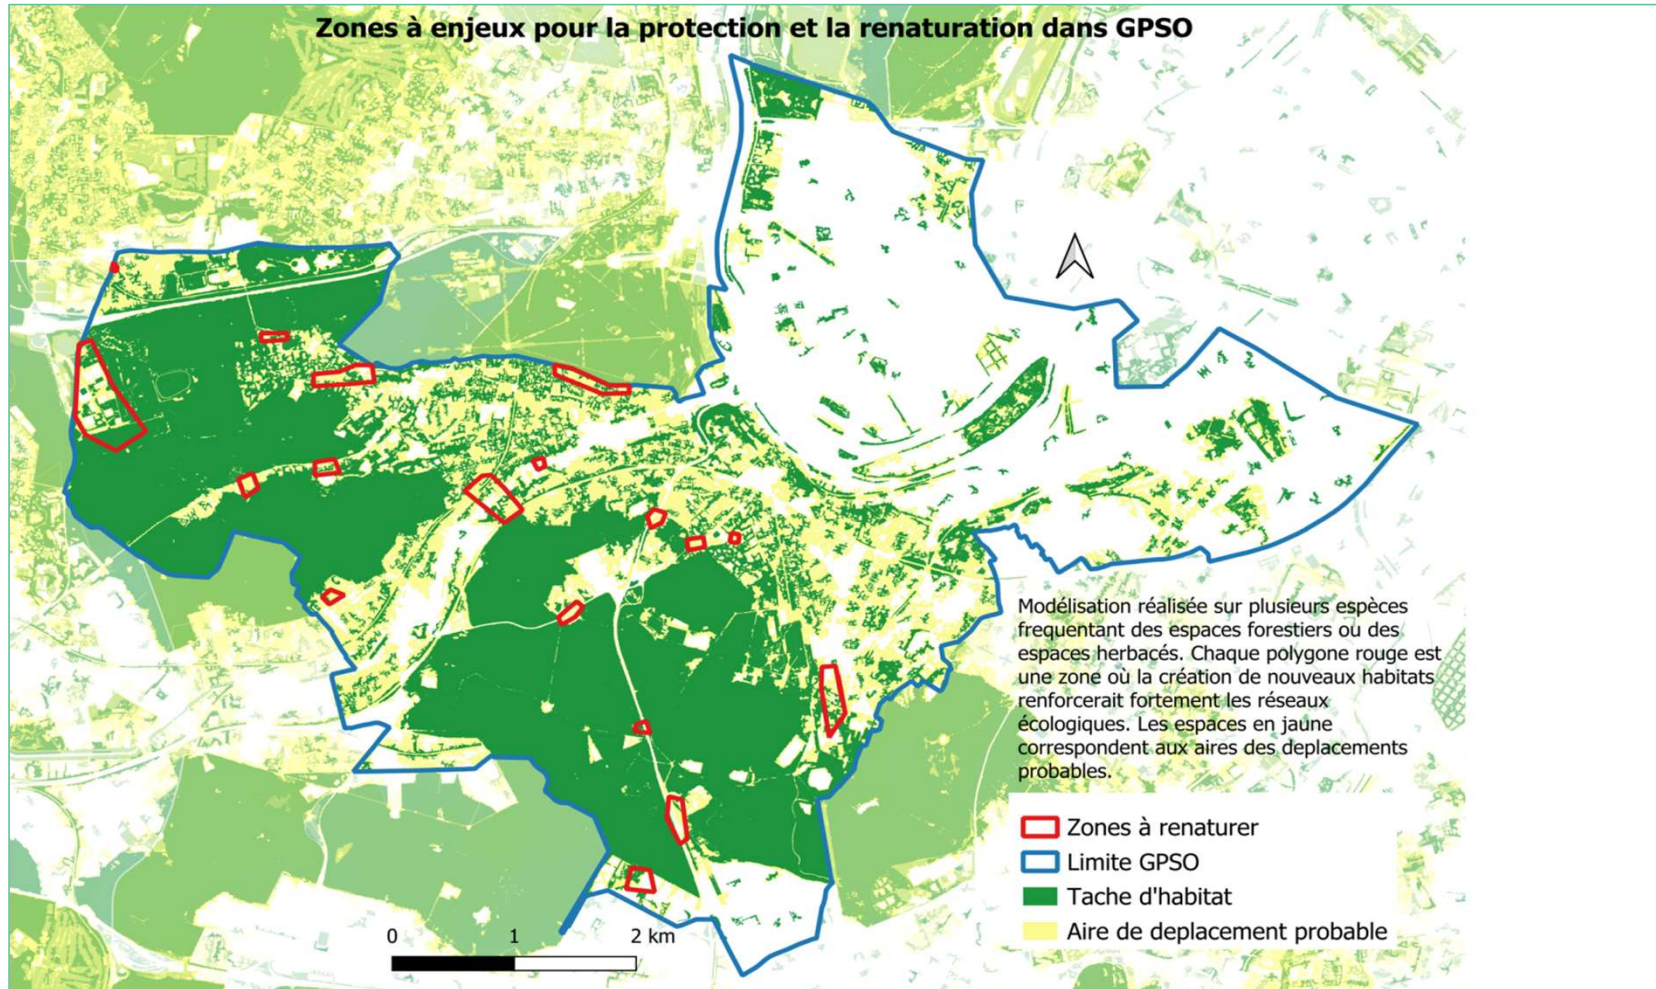 Zones à enjeux pour la protection et la renaturation dans GPSO
Modélisation réalisée sur plusieurs espèces
frequentant des espaces forestiers ou des
espaces herbacés. Chaque polygone rouge est
une zone où la création de nouveaux habitats
renforcerait fortement les réseaux
écologiques. Les espaces en jaune
correspondent aux aires des deplacements
probables.
Zones à renaturer
Limite GPSO
Tache d'habitat
Aire de deplacement probable
0 1 2 km